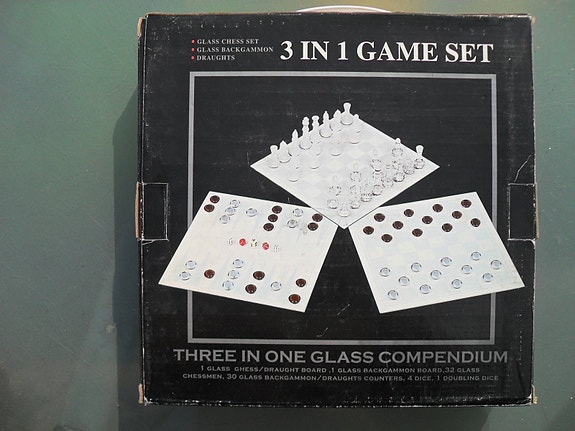 • GLASS CHESS SET
• GLASS BACKGAMMON
• DRAUGHTS
3 IN 1 GAME SET
THREE IN ONE GLASS COMPENDIUM
1 GLASS GHESS/DRAUGHT BOARD ,1 GLASS BACKGAMMON BOARD,32 GLASS
CHESSMEN, 30 GLASS BACKGAMMON/DRAUGHTS COUNTERS, 4 DICE, 1 DOUBLING DICE